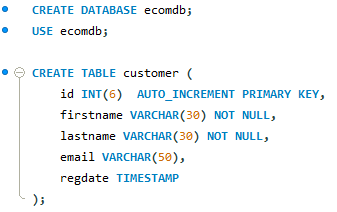 CREATE DATABASE ecomdb;
USE ecomdb;
CREATE TABLE customer (
id INT(6)  AUTO_INCREMENT PRIMARY KEY,
firstname VARCHAR(30) NOT NULL,
lastname VARCHAR(30) NOT NULL,
email VARCHAR(50),
regdate TIMESTAMP
);